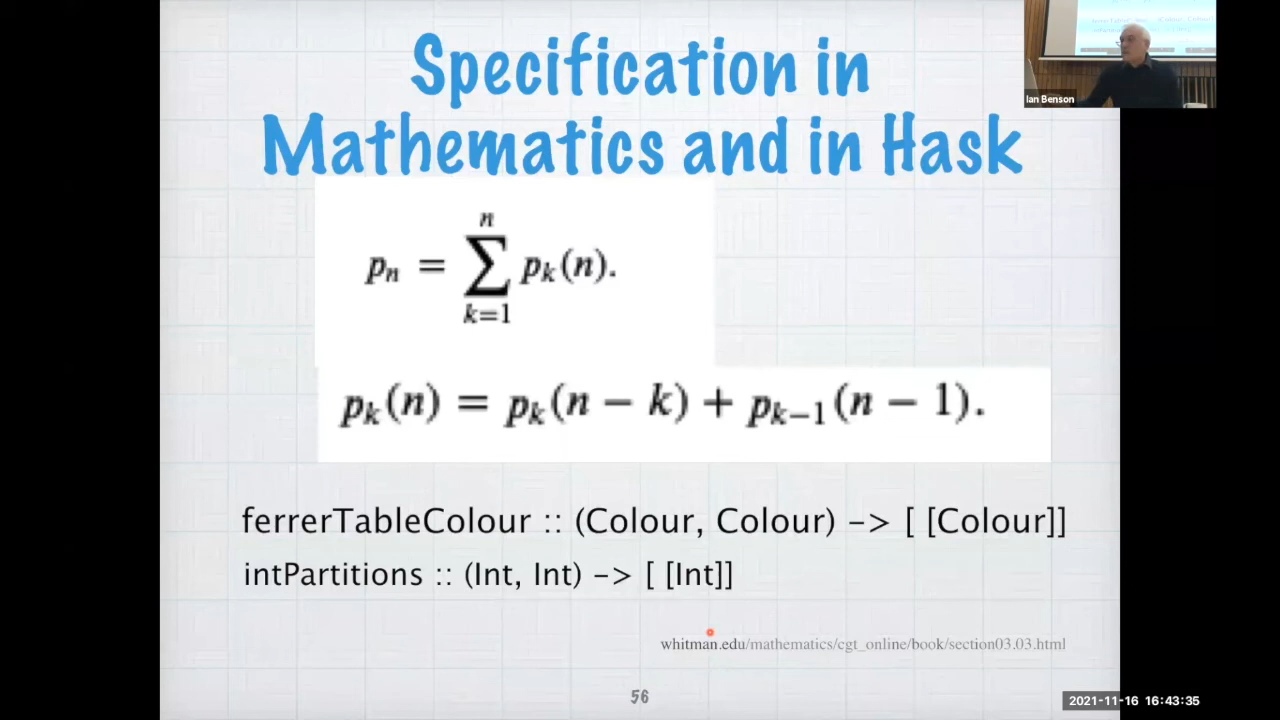 Specification in
Mathematics and in Hask
Ian Benson
n
pₙ = ∑ pₖ(n).
k=1
pₖ(n) = pₖ(n − k) + pₖ₋₁(n − 1).
ferrerTableColour :: (Colour, Colour) −> [ [Colour]]
intPartitions :: (Int, Int) −> [ [Int]]
whitman.edu/mathematics/cgt_online/book/section03.03.html
56
2021-11-16 16:43:35